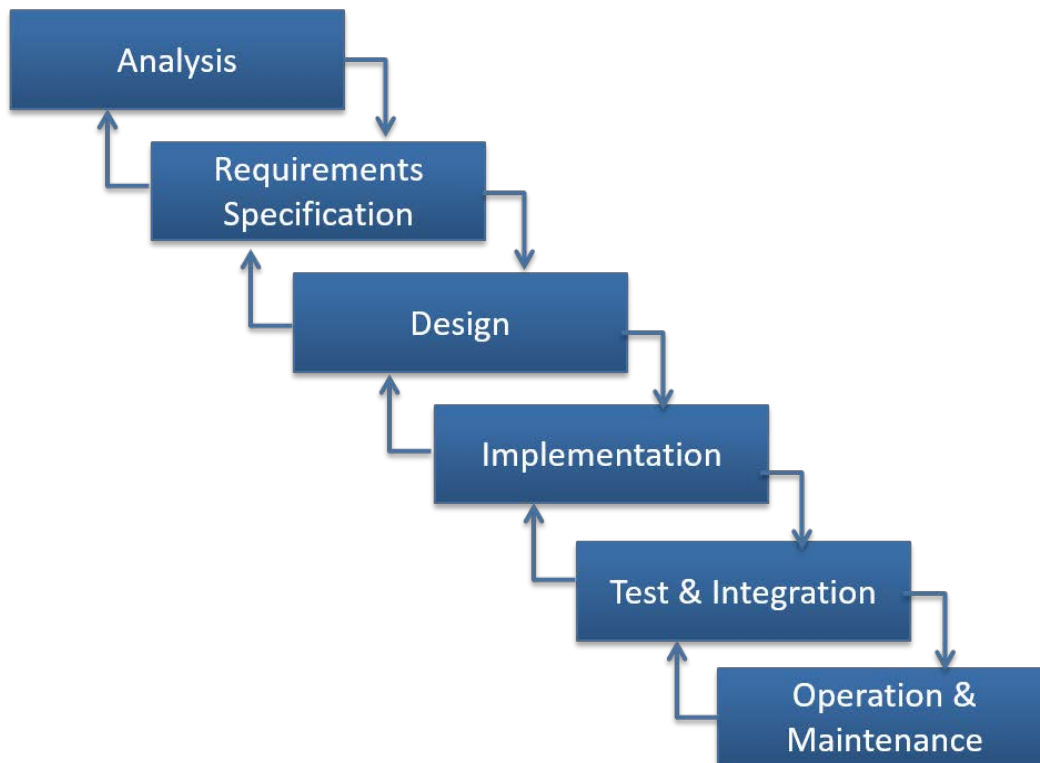 Analysis
Requirements
Specification
Design
Implementation
Test & Integration
Operation &
Maintenance